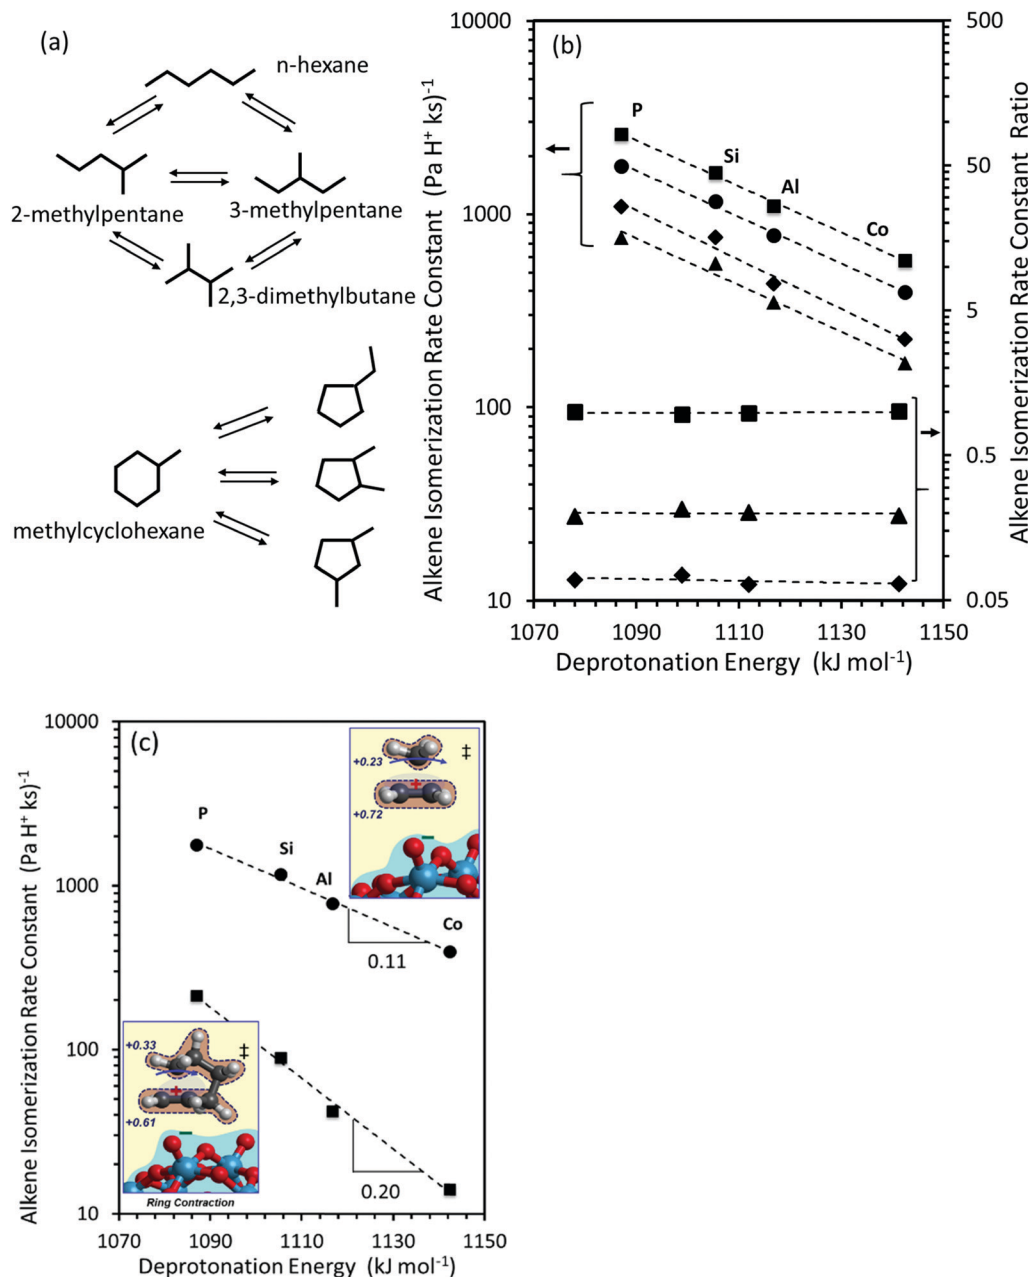 (a)
n-hexane
2-methylpentane
3-methylpentane
2,3-dimethylbutane
methylcyclohexane
(b)
Alkene Isomerization Rate Constant (Pa H⁺ ks)⁻¹
10000
1000
100
10
P
Si
Al
Co
500
50
5
0.5
0.05
Alkene Isomerization Rate Constant Ratio
1070 1090 1110 1130 1150
Deprotonation Energy (kJ mol⁻¹)
(c)
Alkene Isomerization Rate Constant (Pa H⁺ ks)⁻¹
10000
1000
100
10
P
Si
Al
Co
+0.23
‡
+
+0.72
−
0.11
+0.33
‡
+
+0.61
−
Ring Contraction
0.20
1070 1090 1110 1130 1150
Deprotonation Energy (kJ mol⁻¹)